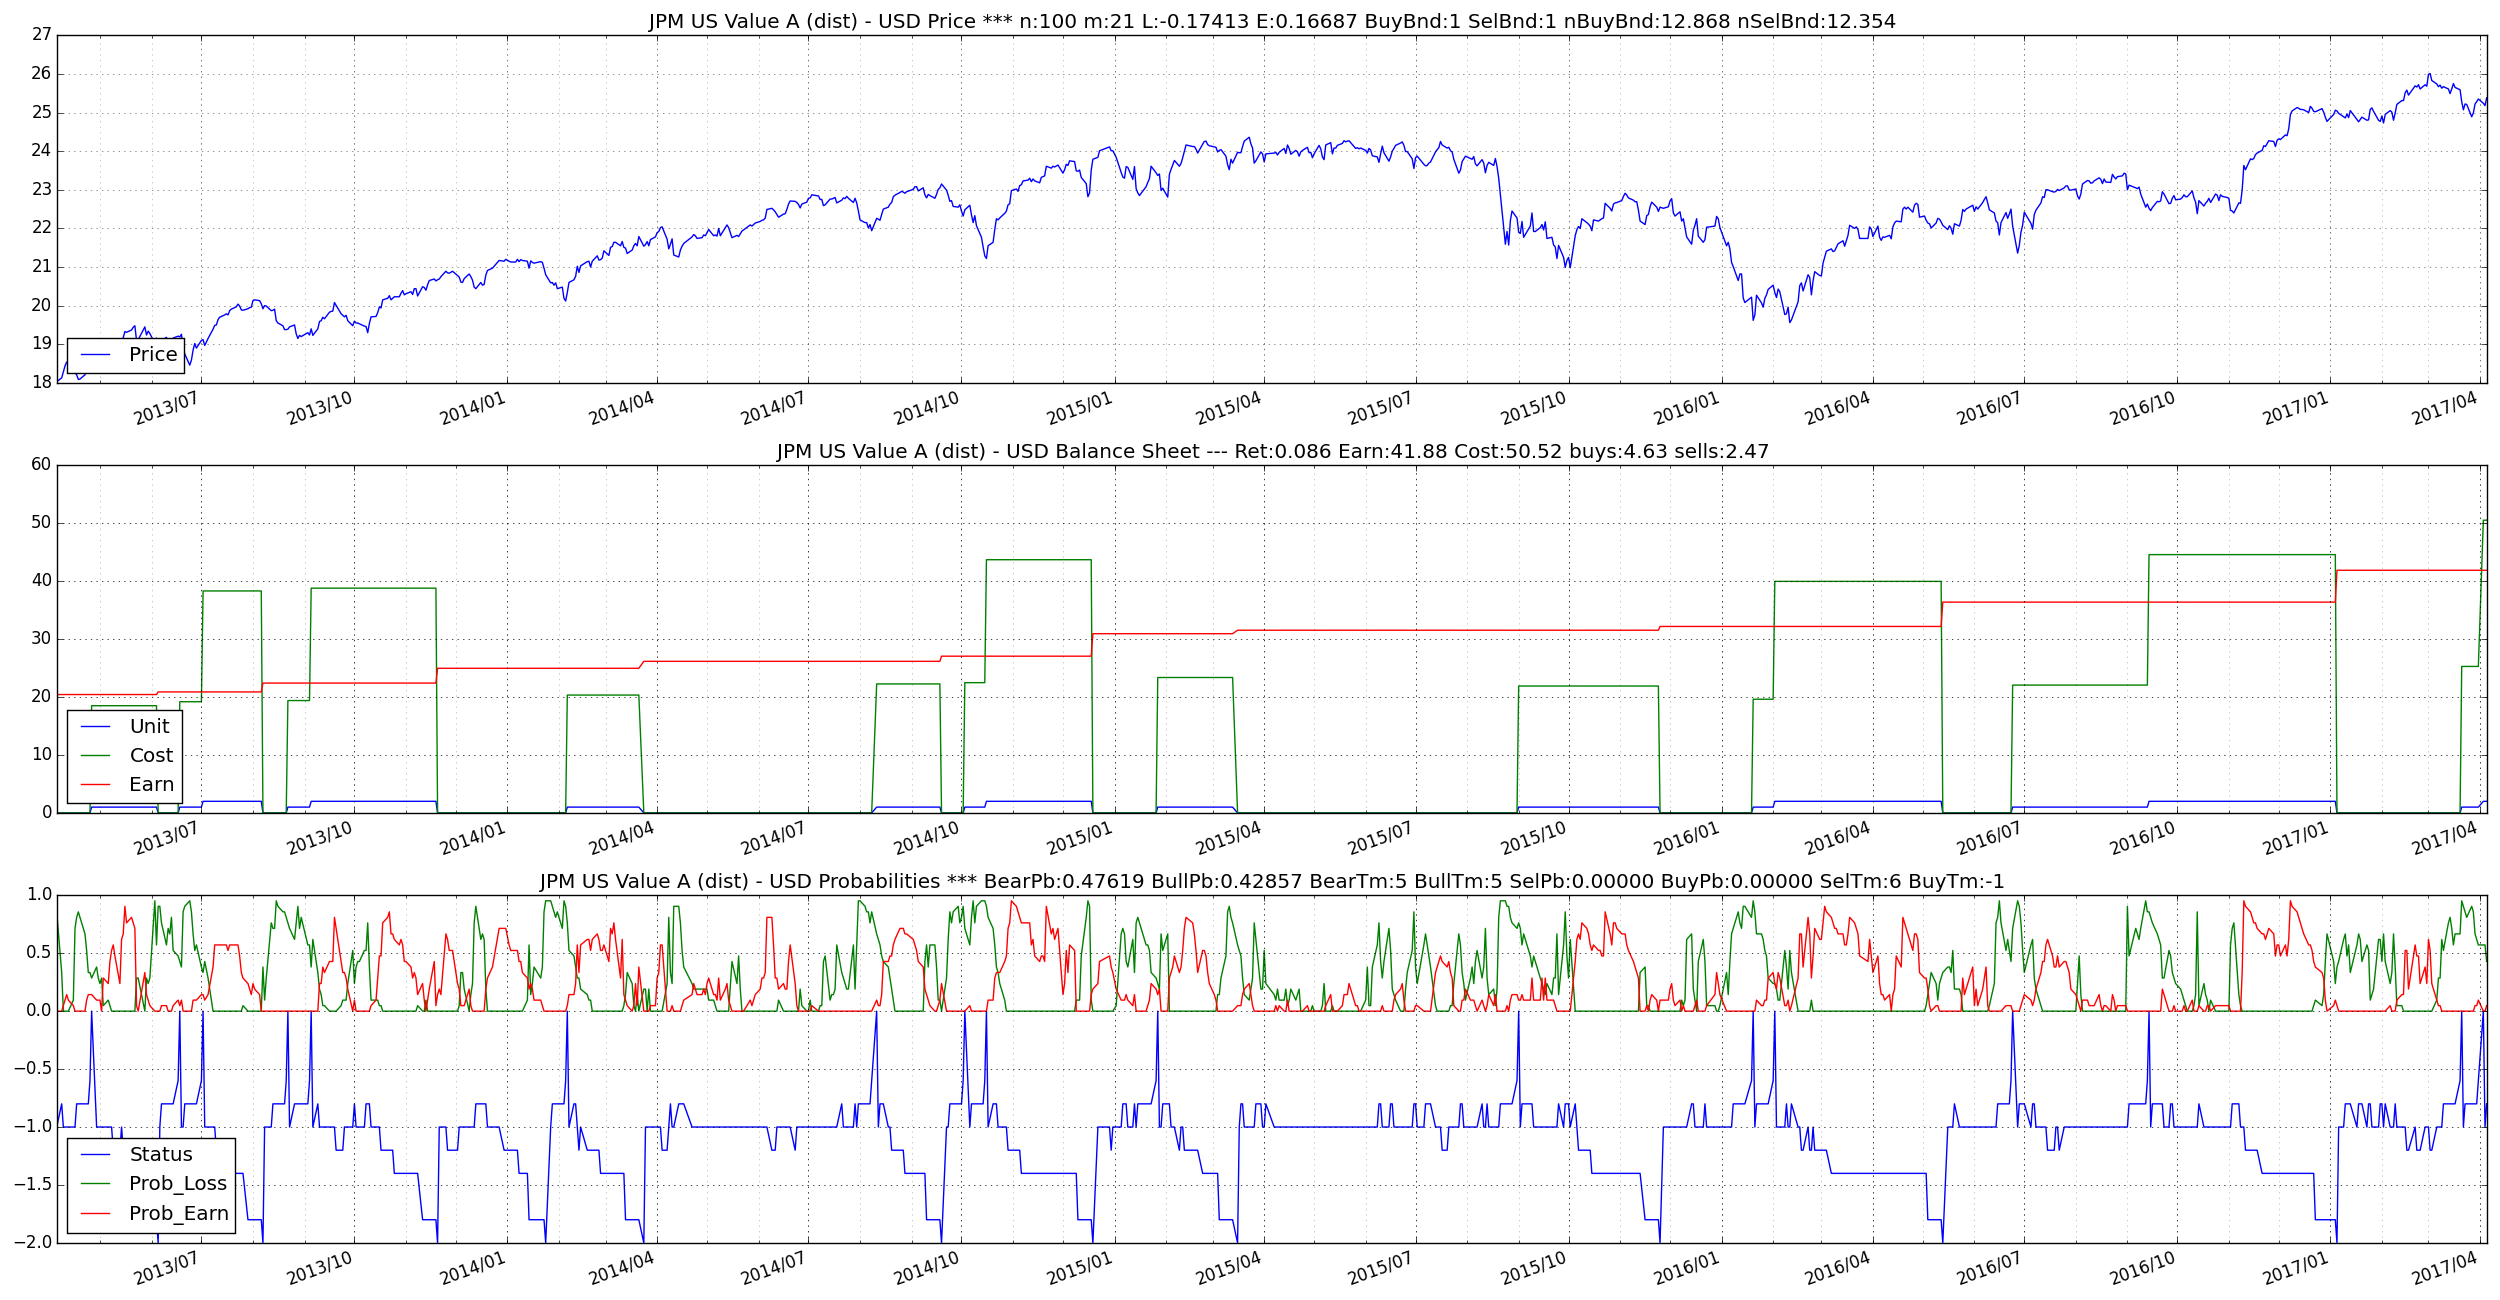 JPM US Value A (dist) - USD Price *** n:100 m:21 L:-0.17413 E:0.16687 BuyBnd:1 SelBnd:1 nBuyBnd:12.868 nSelBnd:12.354
27
26
25
24
23
22
21
20
19
18
Price
2013/07 2013/10 2014/01 2014/04 2014/07 2014/10 2015/01 2015/04 2015/07 2015/10 2016/01 2016/04 2016/07 2016/10 2017/01 2017/04
JPM US Value A (dist) - USD Balance Sheet --- Ret:0.086 Earn:41.88 Cost:50.52 buys:4.63 sells:2.47
60
50
40
30
20
10
0
Unit
Cost
Earn
2013/07 2013/10 2014/01 2014/04 2014/07 2014/10 2015/01 2015/04 2015/07 2015/10 2016/01 2016/04 2016/07 2016/10 2017/01 2017/04
JPM US Value A (dist) - USD Probabilities *** BearPb:0.47619 BullPb:0.42857 BearTm:5 BullTm:5 SelPb:0.00000 BuyPb:0.00000 SelTm:6 BuyTm:-1
1.0
0.5
0.0
−0.5
−1.0
−1.5
−2.0
Status
Prob_Loss
Prob_Earn
2013/07 2013/10 2014/01 2014/04 2014/07 2014/10 2015/01 2015/04 2015/07 2015/10 2016/01 2016/04 2016/07 2016/10 2017/01 2017/04